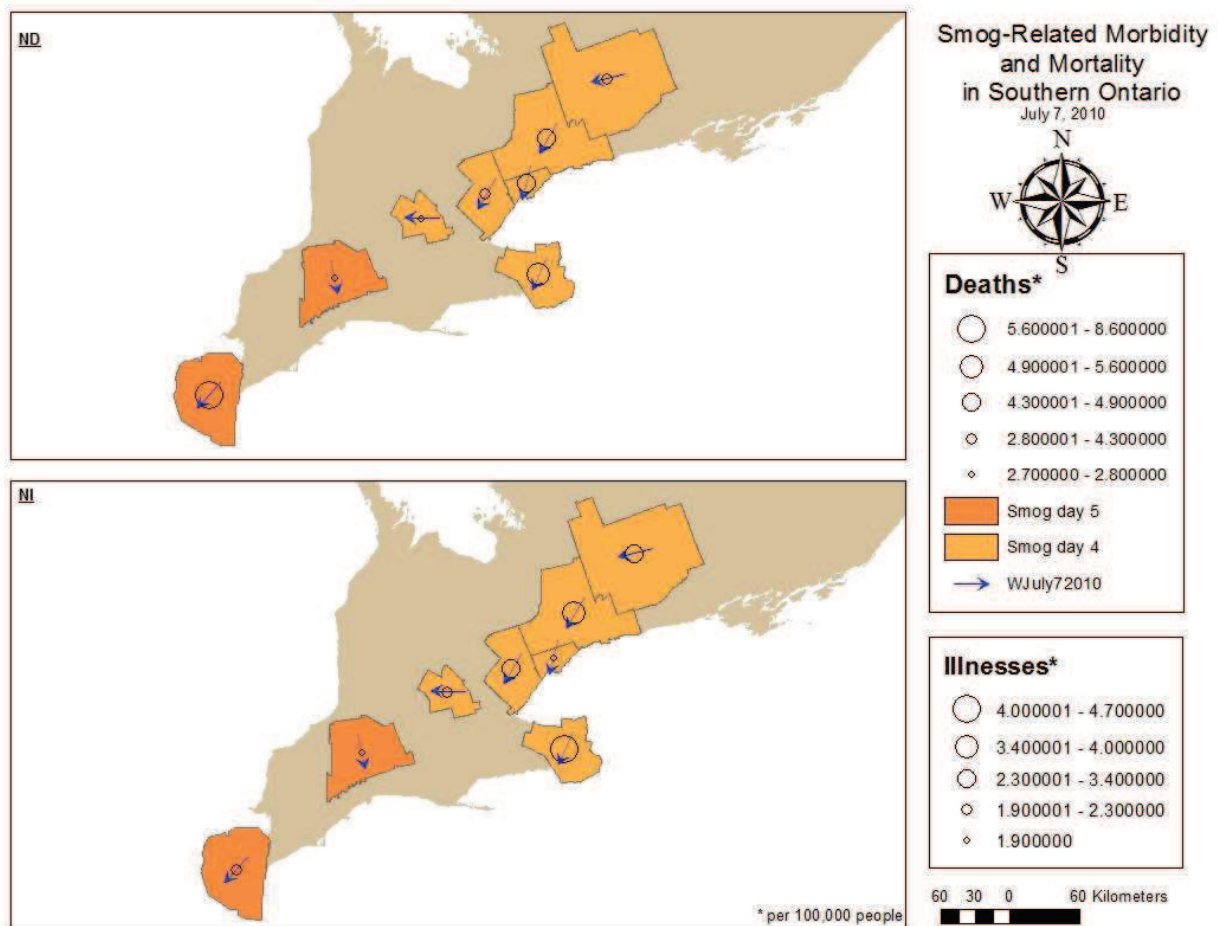 ND
NI
* per 100,000 people
Smog-Related Morbidity
and Mortality
in Southern Ontario
July 7, 2010
N
W E
S
Deaths*
5.600001 - 8.600000
4.900001 - 5.600000
4.300001 - 4.900000
2.800001 - 4.300000
2.700000 - 2.800000
Smog day 5
Smog day 4
WJuly72010
Illnesses*
4.000001 - 4.700000
3.400001 - 4.000000
2.300001 - 3.400000
1.900001 - 2.300000
1.900000
60 30 0 60 Kilometers